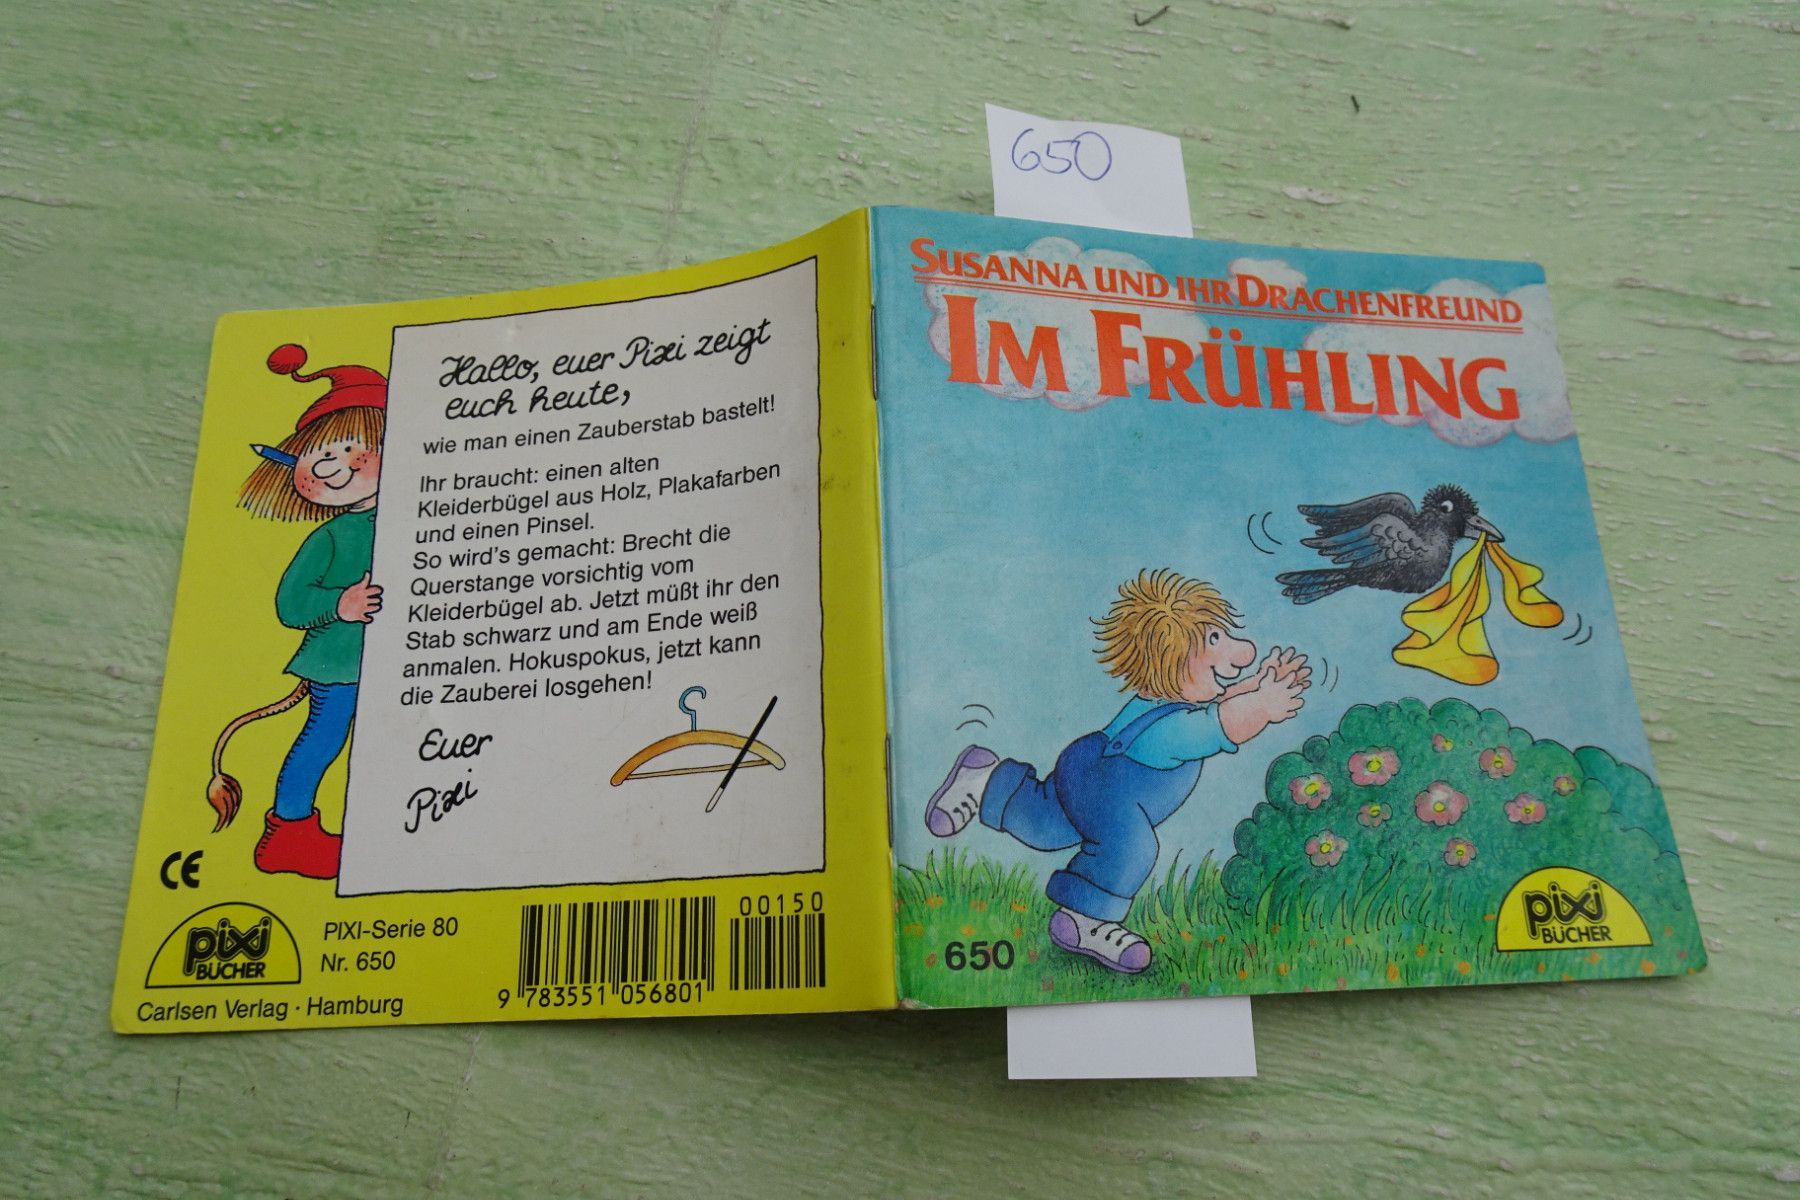 650
Hallo, euer Pixi zeigt
euch heute,
wie man einen Zauberstab bastelt!
Ihr braucht: einen alten
Kleiderbügel aus Holz, Plakafarben
und einen Pinsel.
So wird's gemacht: Brecht die
Querstange vorsichtig vom
Kleiderbügel ab. Jetzt müßt ihr den
Stab schwarz und am Ende weiß
anmalen. Hokuspokus, jetzt kann
die Zauberei losgehen!
Euer
Pixi
CE
pixi
BÜCHER
PIXI-Serie 80
Nr. 650
Carlsen Verlag · Hamburg
00150
9 783551 056801
SUSANNA UND IHR DRACHENFREUND
IM FRÜHLING
650
pixi
BÜCHER